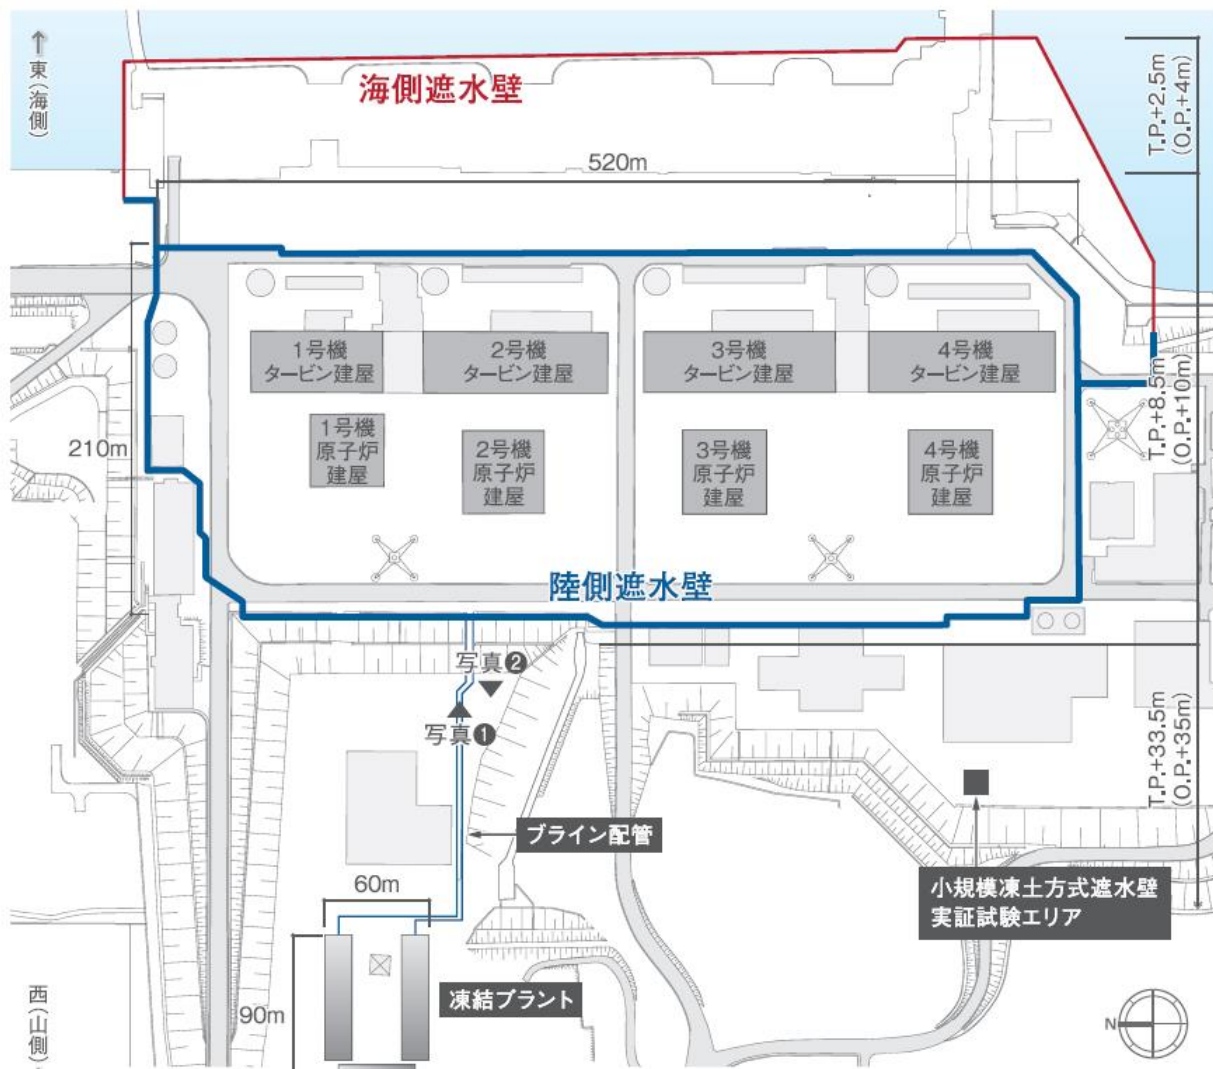 ↑東(海側)
海側遮水壁
T.P.+2.5m
(O.P.+4m)
520m
1号機
タービン建屋
2号機
タービン建屋
3号機
タービン建屋
4号機
タービン建屋
T.P.+8.5m
(O.P.+10m)
210m
1号機
原子炉
建屋
2号機
原子炉
建屋
3号機
原子炉
建屋
4号機
原子炉
建屋
陸側遮水壁
写真❷
写真❶
T.P.+33.5m
(O.P.+35m)
ブライン配管
60m
小規模凍土方式遮水壁
実証試験エリア
凍結プラント
90m
西(山側)
N